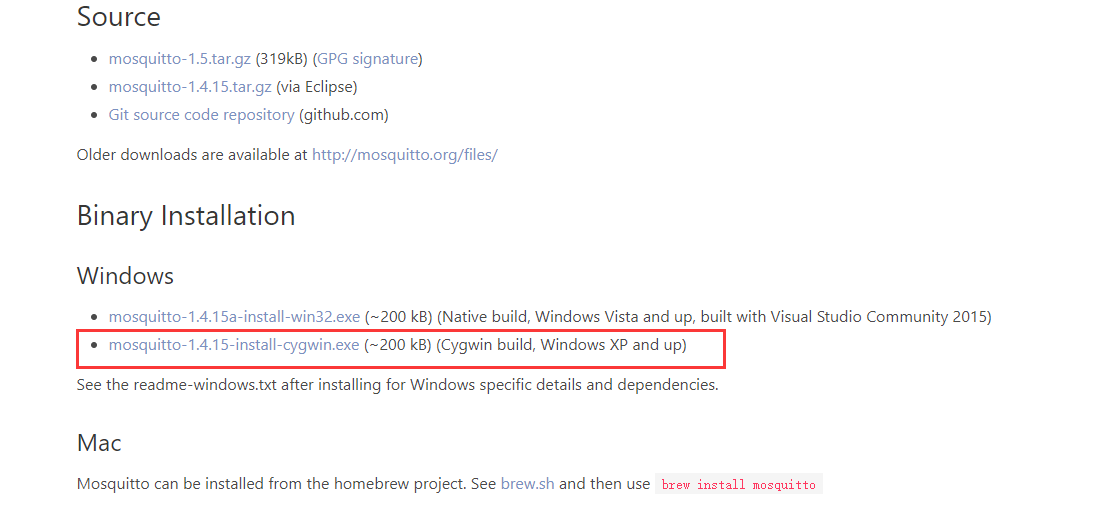 Source
mosquitto-1.5.tar.gz (319kB) (GPG signature)
mosquitto-1.4.15.tar.gz (via Eclipse)
Git source code repository (github.com)
Older downloads are available at http://mosquitto.org/files/
Binary Installation
Windows
mosquitto-1.4.15a-install-win32.exe (~200 kB) (Native build, Windows Vista and up, built with Visual Studio Community 2015)
mosquitto-1.4.15-install-cygwin.exe (~200 kB) (Cygwin build, Windows XP and up)
See the readme-windows.txt after installing for Windows specific details and dependencies.
Mac
Mosquitto can be installed from the homebrew project. See brew.sh and then use brew install mosquitto